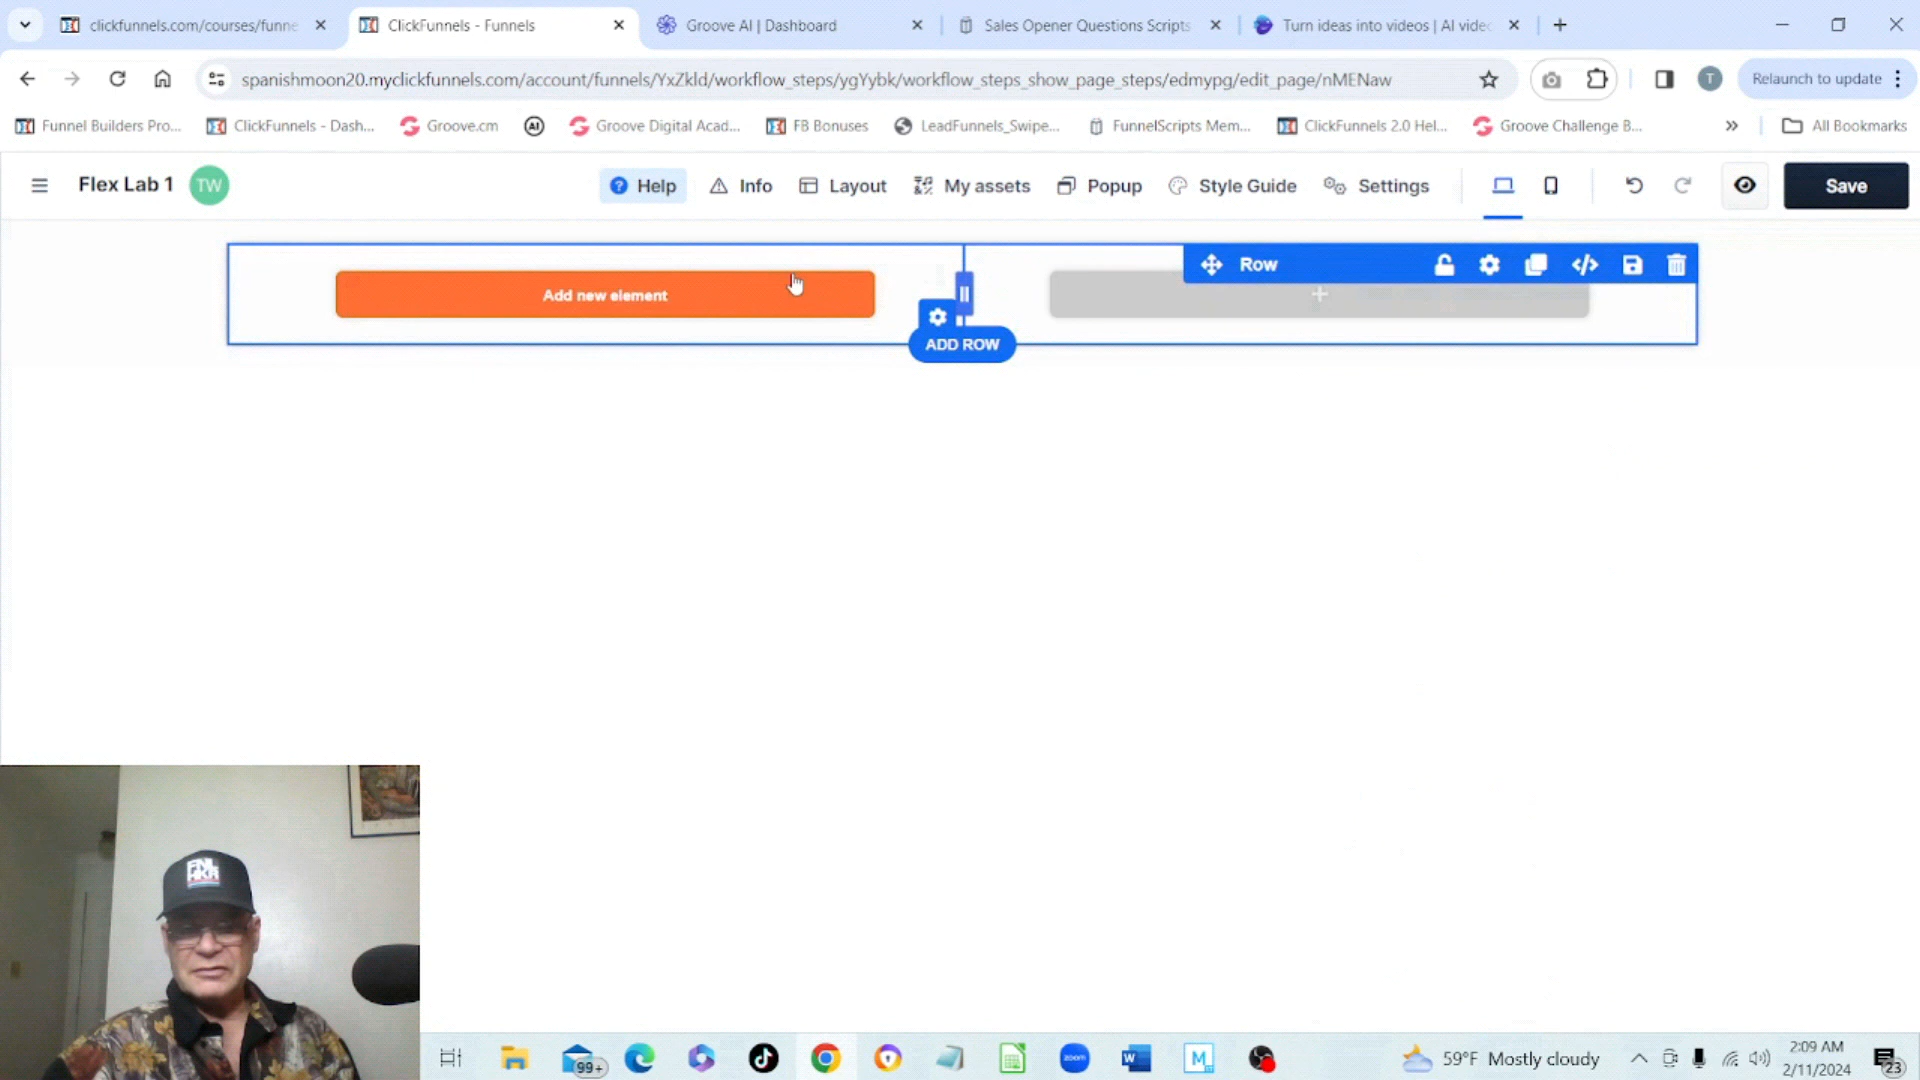 clickfunnels.com/courses/funne
ClickFunnels - Funnels
Groove AI | Dashboard
Sales Opener Questions Scripts
Turn ideas into videos | AI vide
spanishmoon20.myclickfunnels.com/account/funnels/YxZkld/workflow_steps/ygYybk/workflow_steps_show_page_steps/edmypg/edit_page/nMENaw
T
Relaunch to update
Funnel Builders Pro...
ClickFunnels - Dash...
Groove.cm
AI
Groove Digital Acad...
FB Bonuses
LeadFunnels_Swipe...
FunnelScripts Mem...
ClickFunnels 2.0 Hel...
Groove Challenge B...
All Bookmarks
Flex Lab 1
TW
Help
Info
Layout
My assets
Popup
Style Guide
Settings
Save
Add new element
Row
ADD ROW
FNL
HKR
99+
zoom
W
M
59°F Mostly cloudy
2:09 AM
2/11/2024
23